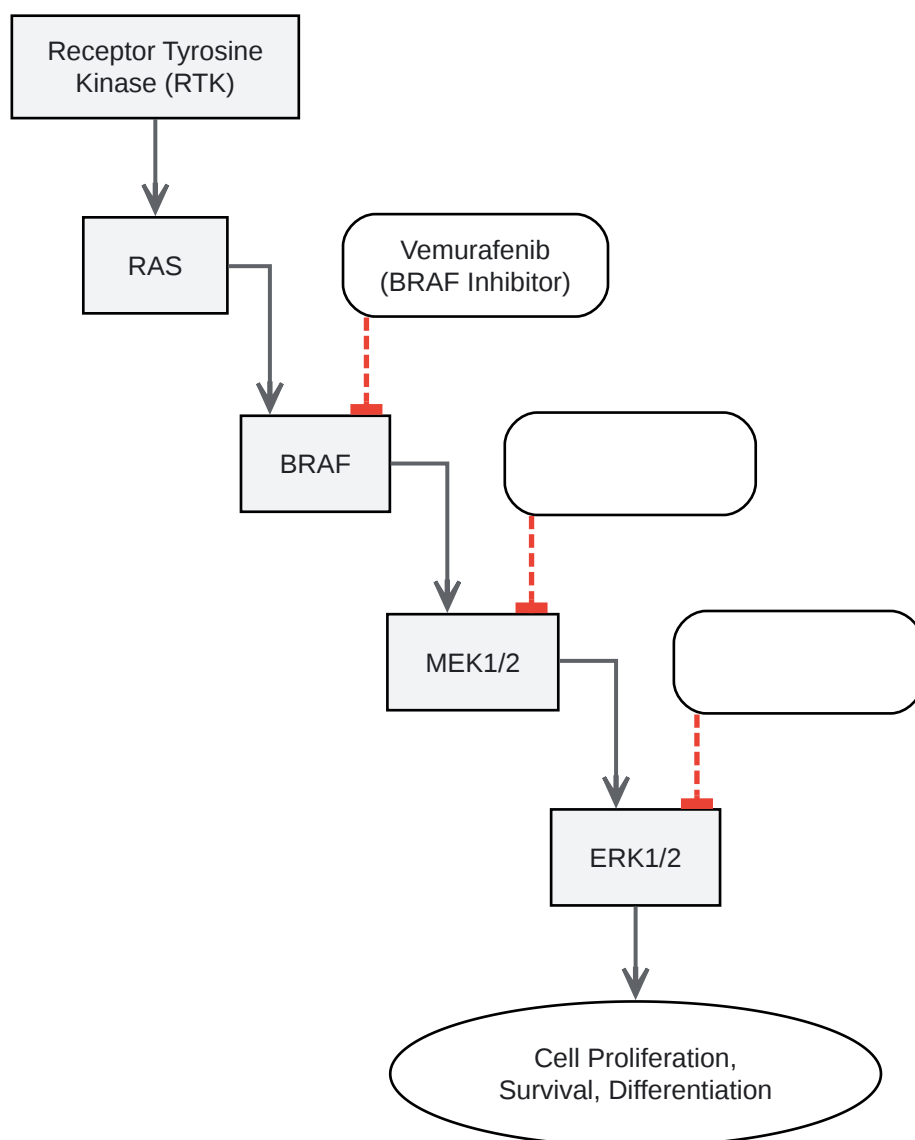 Receptor Tyrosine
Kinase (RTK)
RAS
Vemurafenib
(BRAF Inhibitor)
BRAF
MEK1/2
ERK1/2
Cell Proliferation,
Survival, Differentiation